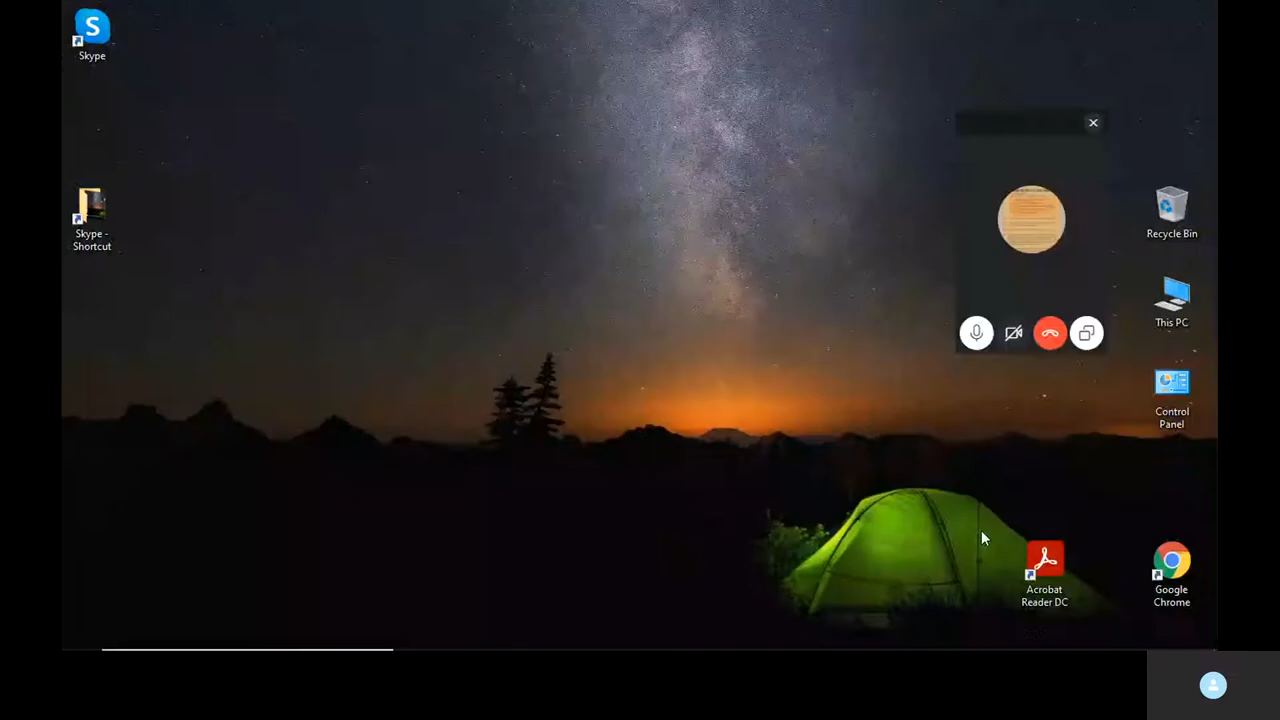 S
Skype
Skype -
Shortcut
Recycle Bin
This PC
Control
Panel
Acrobat
Reader DC
Google
Chrome